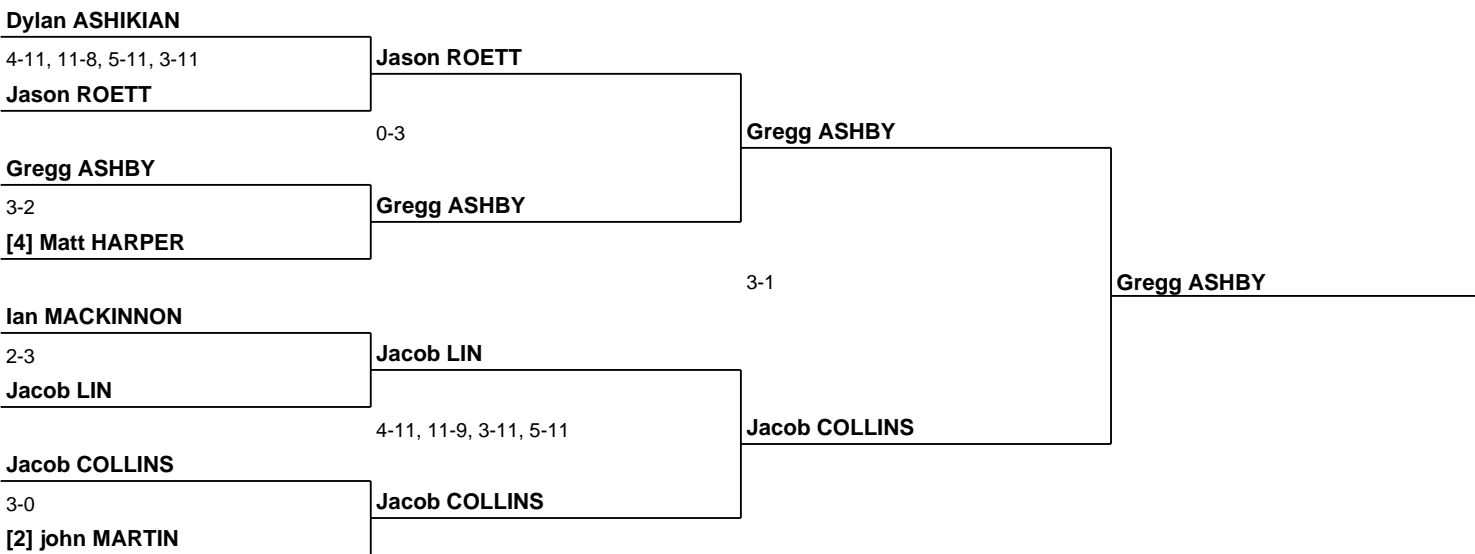 Dylan ASHIKIAN
4-11, 11-8, 5-11, 3-11
Jason ROETT
Jason ROETT
0-3
Gregg ASHBY
Gregg ASHBY
3-2
Gregg ASHBY
[4] Matt HARPER
3-1
Gregg ASHBY
Ian MACKINNON
2-3
Jacob LIN
Jacob LIN
4-11, 11-9, 3-11, 5-11
Jacob COLLINS
Jacob COLLINS
3-0
Jacob COLLINS
[2] john MARTIN